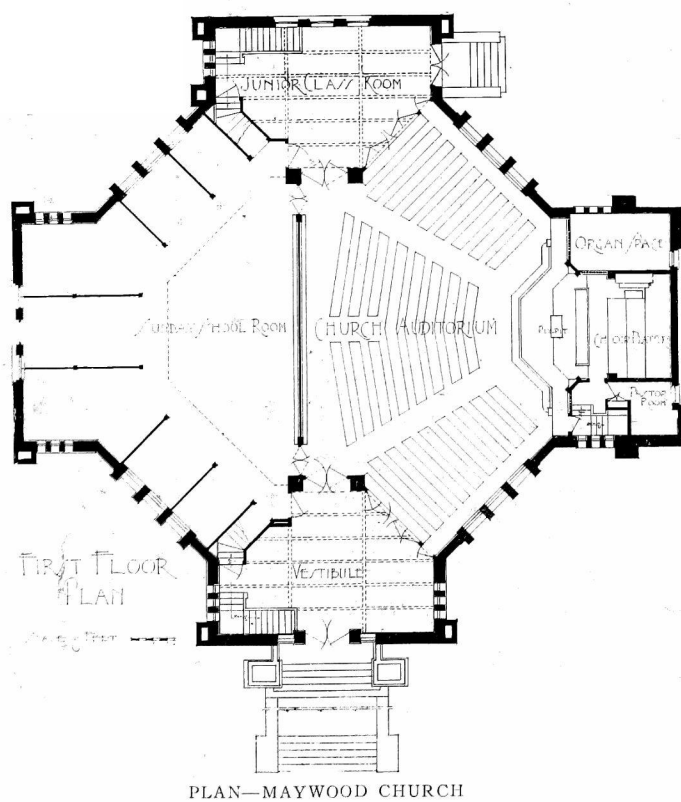 JUNIOR CLASS ROOM
ORGAN SPACE
SUNDAY SCHOOL ROOM
CHURCH AUDITORIUM
PULPIT
CHOIR PLATFORM
PASTOR
ROOM
VESTIBULE
FIRST FLOOR
PLAN
PLAN—MAYWOOD CHURCH